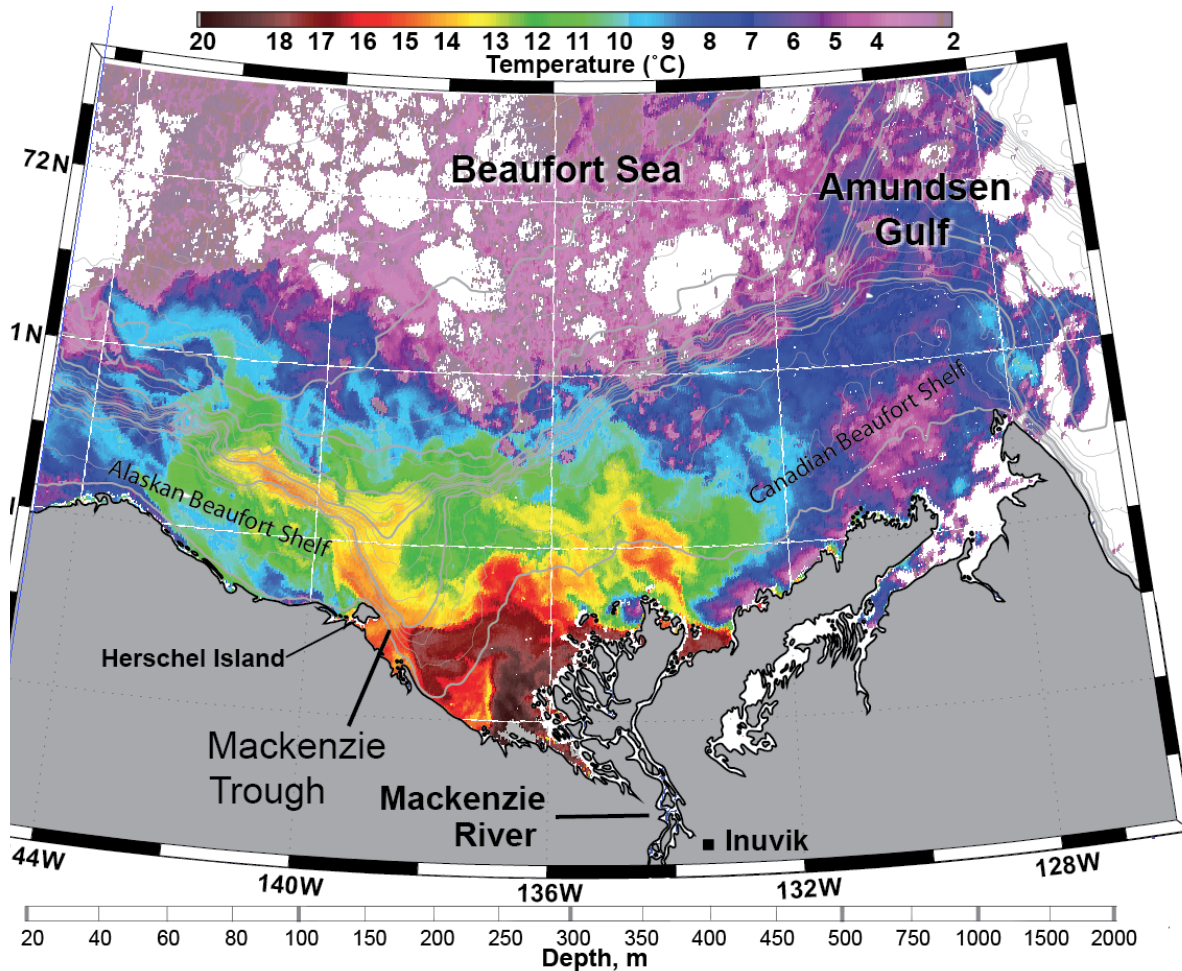 20 18 17 16 15 14 13 12 11 10 9 8 7 6 5 4 2
Temperature (˚C)
72N
Beaufort Sea
Amundsen
Gulf
1N
Canadian Beaufort Shelf
Alaskan Beaufort Shelf
Herschel Island
Mackenzie
Trough
Mackenzie
River
Inuvik
44W
140W
136W
132W
128W
20 40 60 80 100 150 200 250 300 350 400 450 500 750 1000 1500 2000
Depth, m